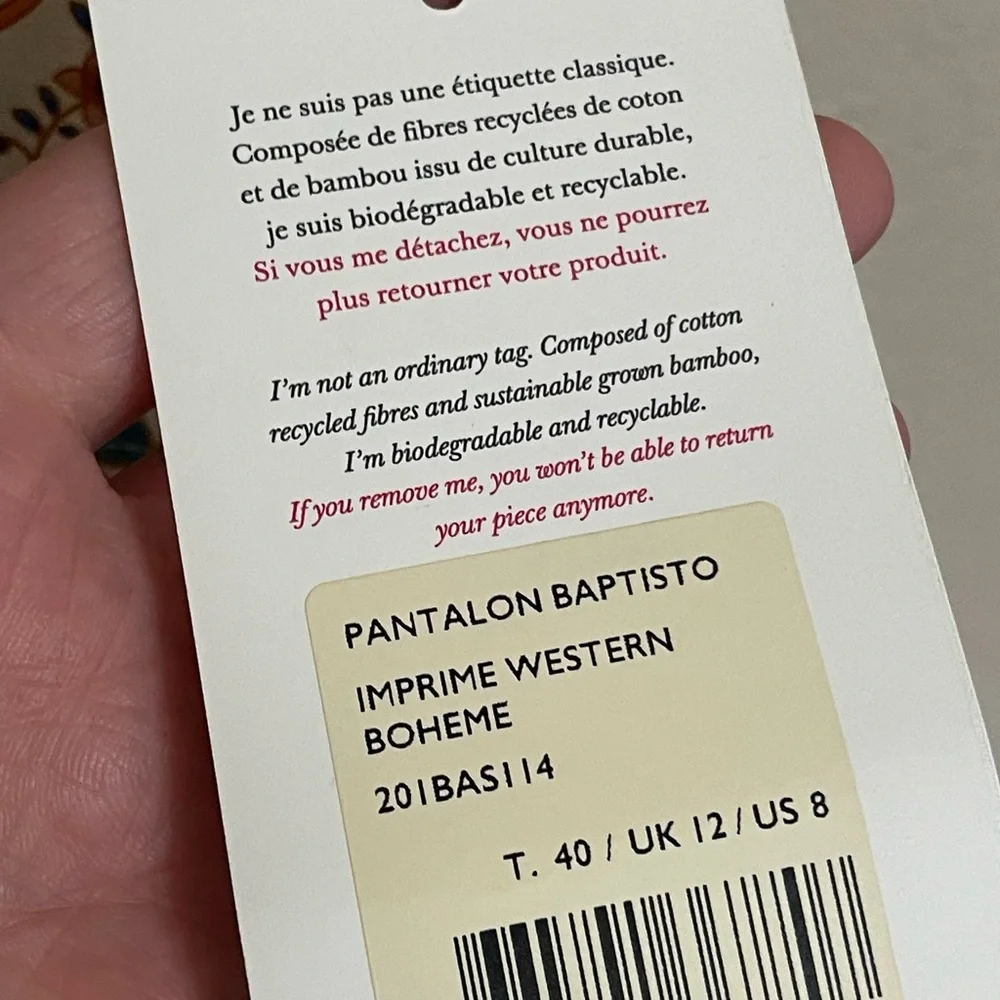 Je ne suis pas une étiquette classique.
Composée de fibres recyclées de coton
et de bambou issu de culture durable,
je suis biodégradable et recyclable.
Si vous me détachez, vous ne pourrez
plus retourner votre produit.
I'm not an ordinary tag. Composed of cotton
recycled fibres and sustainable grown bamboo,
I'm biodegradable and recyclable.
If you remove me, you won't be able to return
your piece anymore.
PANTALON BAPTISTO
IMPRIME WESTERN
BOHEME
201BAS114
T. 40 / UK 12 / US 8